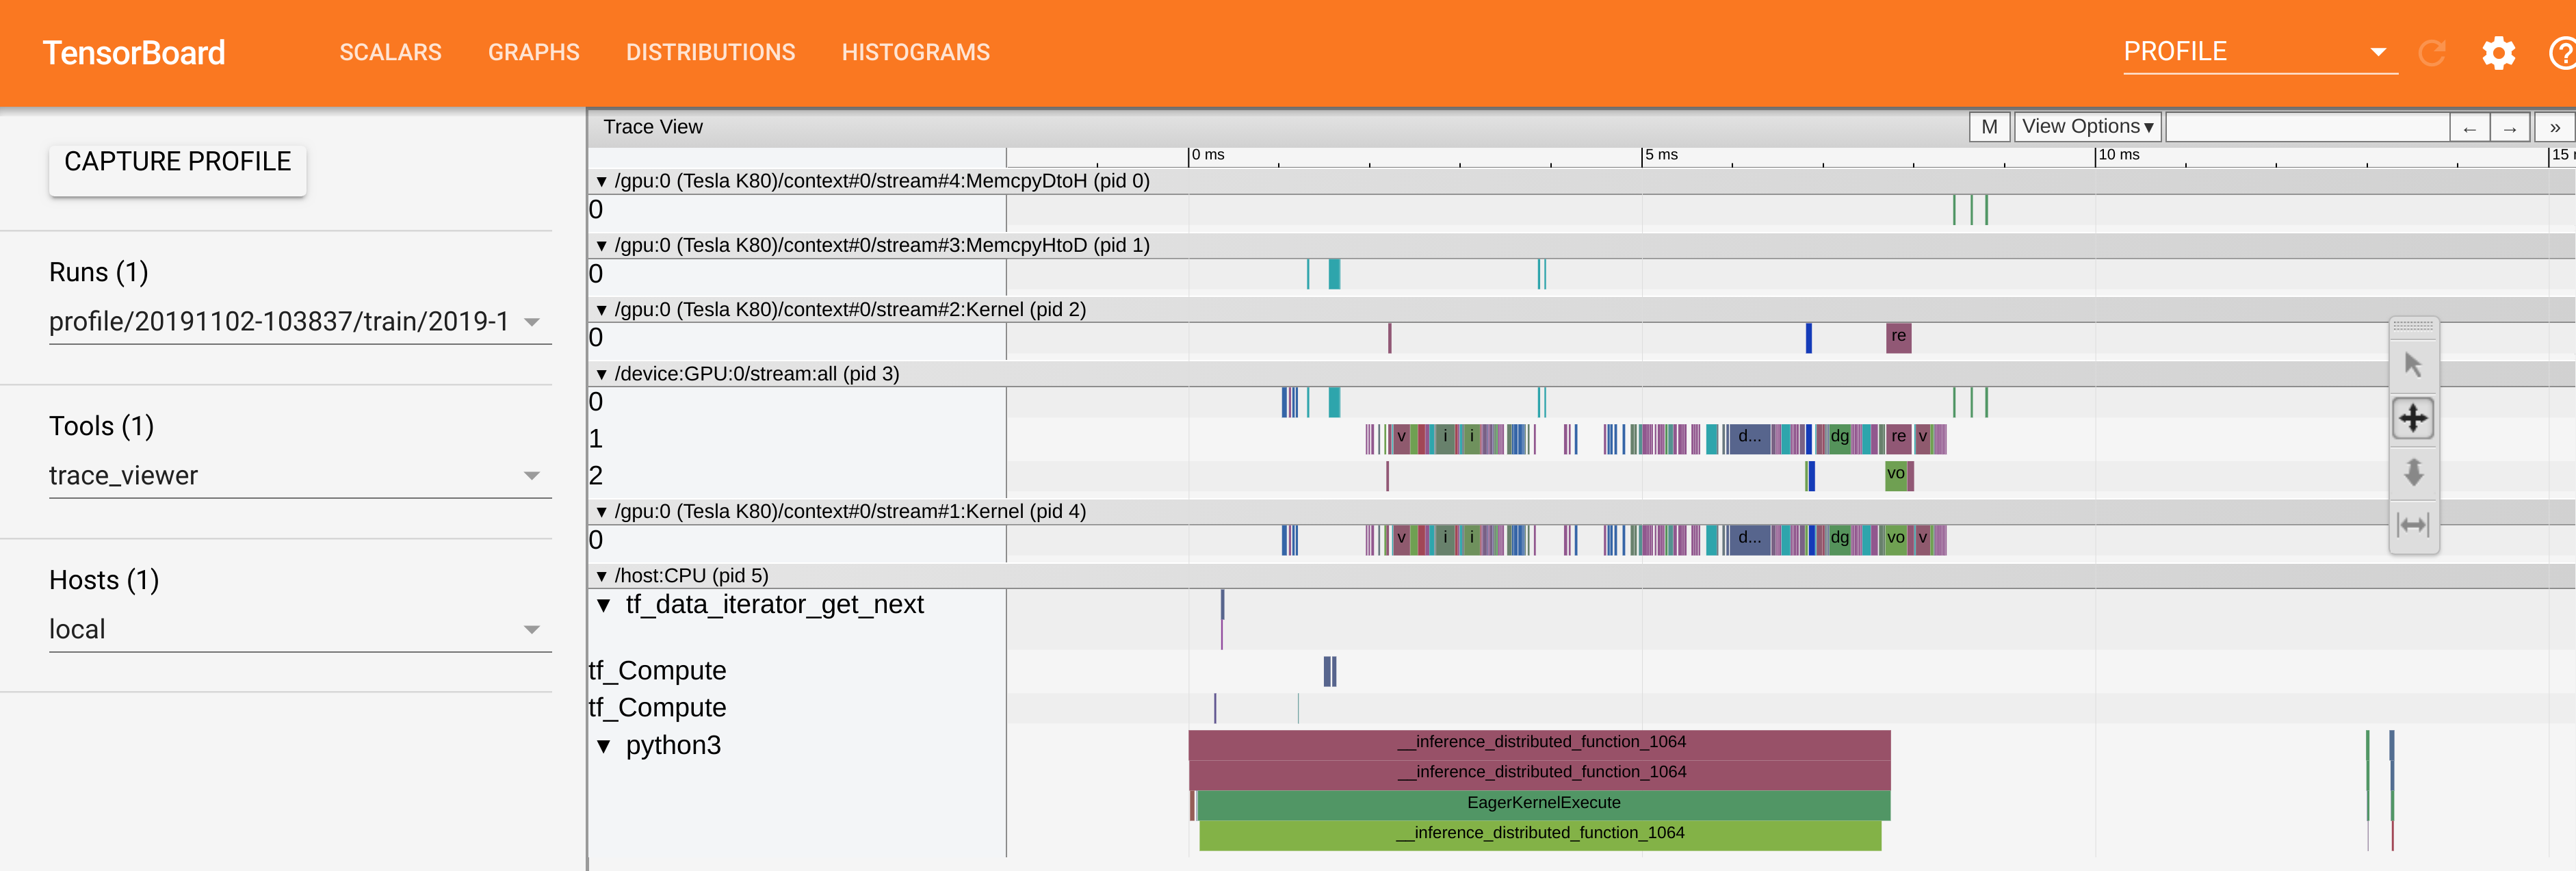 TensorBoard SCALARS GRAPHS DISTRIBUTIONS HISTOGRAMS PROFILE
CAPTURE PROFILE
Runs (1)
profile/20191102-103837/train/2019-1
Tools (1)
trace_viewer
Hosts (1)
local
Trace View M View Options▾ ← → »
0 ms 5 ms 10 ms 15
▼ /gpu:0 (Tesla K80)/context#0/stream#4:MemcpyDtoH (pid 0)
0
▼ /gpu:0 (Tesla K80)/context#0/stream#3:MemcpyHtoD (pid 1)
0
▼ /gpu:0 (Tesla K80)/context#0/stream#2:Kernel (pid 2)
0 re
▼ /device:GPU:0/stream:all (pid 3)
0
1 v i i d... dg re v
2 vo
▼ /gpu:0 (Tesla K80)/context#0/stream#1:Kernel (pid 4)
0 v i i d... dg vo v
▼ /host:CPU (pid 5)
▼ tf_data_iterator_get_next
tf_Compute
tf_Compute
▼ python3 __inference_distributed_function_1064
__inference_distributed_function_1064
EagerKernelExecute
__inference_distributed_function_1064